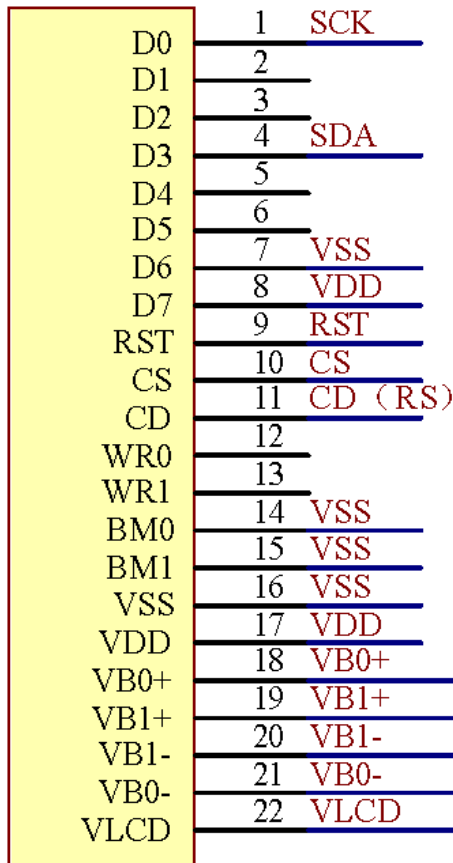 D0 1 SCK
D1 2
D2 3
D3 4 SDA
D4 5
D5 6
D6 7 VSS
D7 8 VDD
RST 9 RST
CS 10 CS
CD 11 CD（RS）
WR0 12
WR1 13
BM0 14 VSS
BM1 15 VSS
VSS 16 VSS
VDD 17 VDD
VB0+ 18 VB0+
VB1+ 19 VB1+
VB1- 20 VB1-
VB0- 21 VB0-
VLCD 22 VLCD